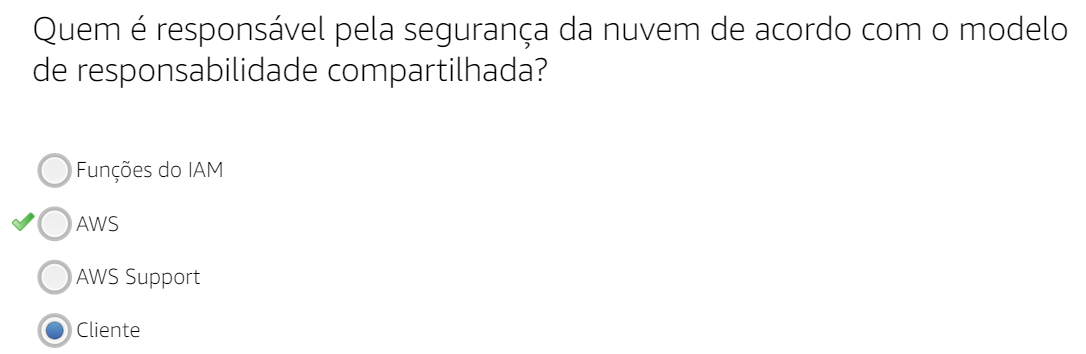 Quem é responsável pela segurança da nuvem de acordo com o modelo
de responsabilidade compartilhada?
Funções do IAM
AWS
AWS Support
Cliente